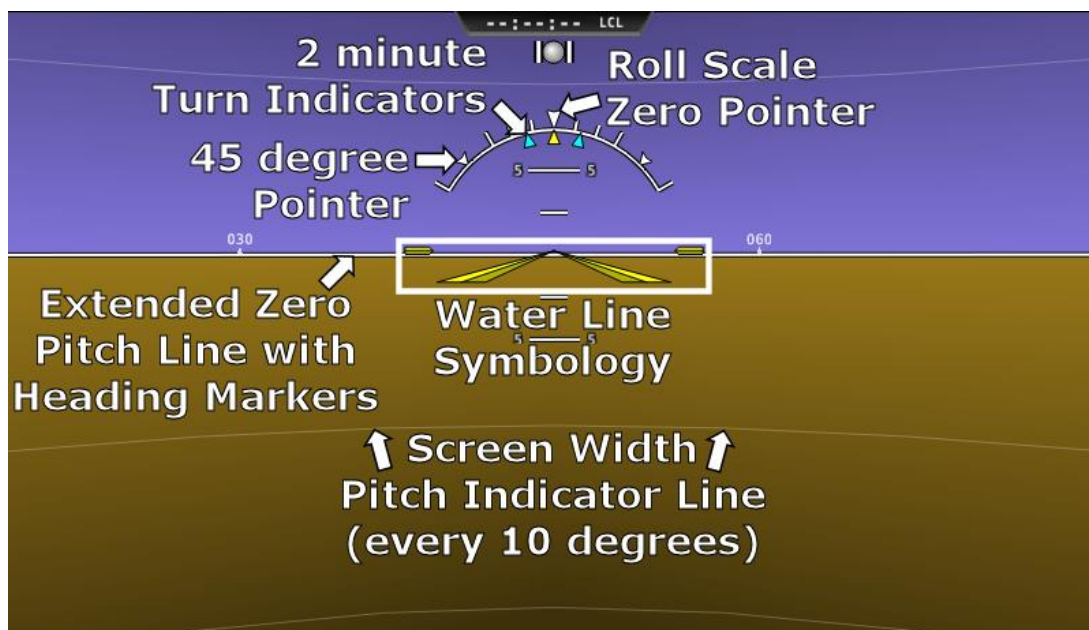 --:--:-- LCL
2 minute
Turn Indicators
Roll Scale
Zero Pointer
45 degree
Pointer
5 5
030
060
Extended Zero
Pitch Line with
Heading Markers
Water Line
5 5
Symbology
Screen Width
Pitch Indicator Line
(every 10 degrees)